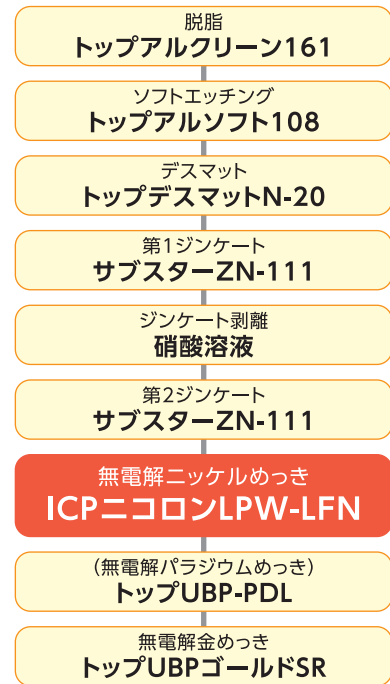 脱脂
トップアルクリーン161
ソフトエッチング
トップアルソフト108
デスマット
トップデスマットN-20
第1ジンケート
サブスターZN-111
ジンケート剥離
硝酸溶液
第2ジンケート
サブスターZN-111
無電解ニッケルめっき
ICPニコロンLPW-LFN
(無電解パラジウムめっき)
トップUBP-PDL
無電解金めっき
トップUBPゴールドSR